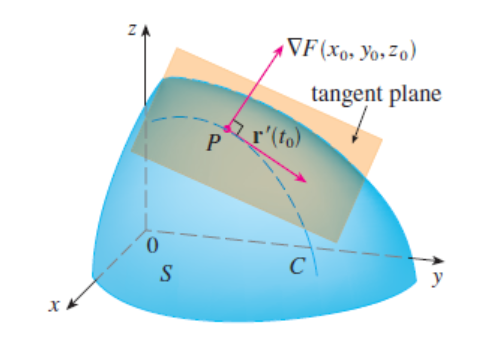 z
∇F(x₀, y₀, z₀)
tangent plane
P
r′(t₀)
0
S
C
y
x